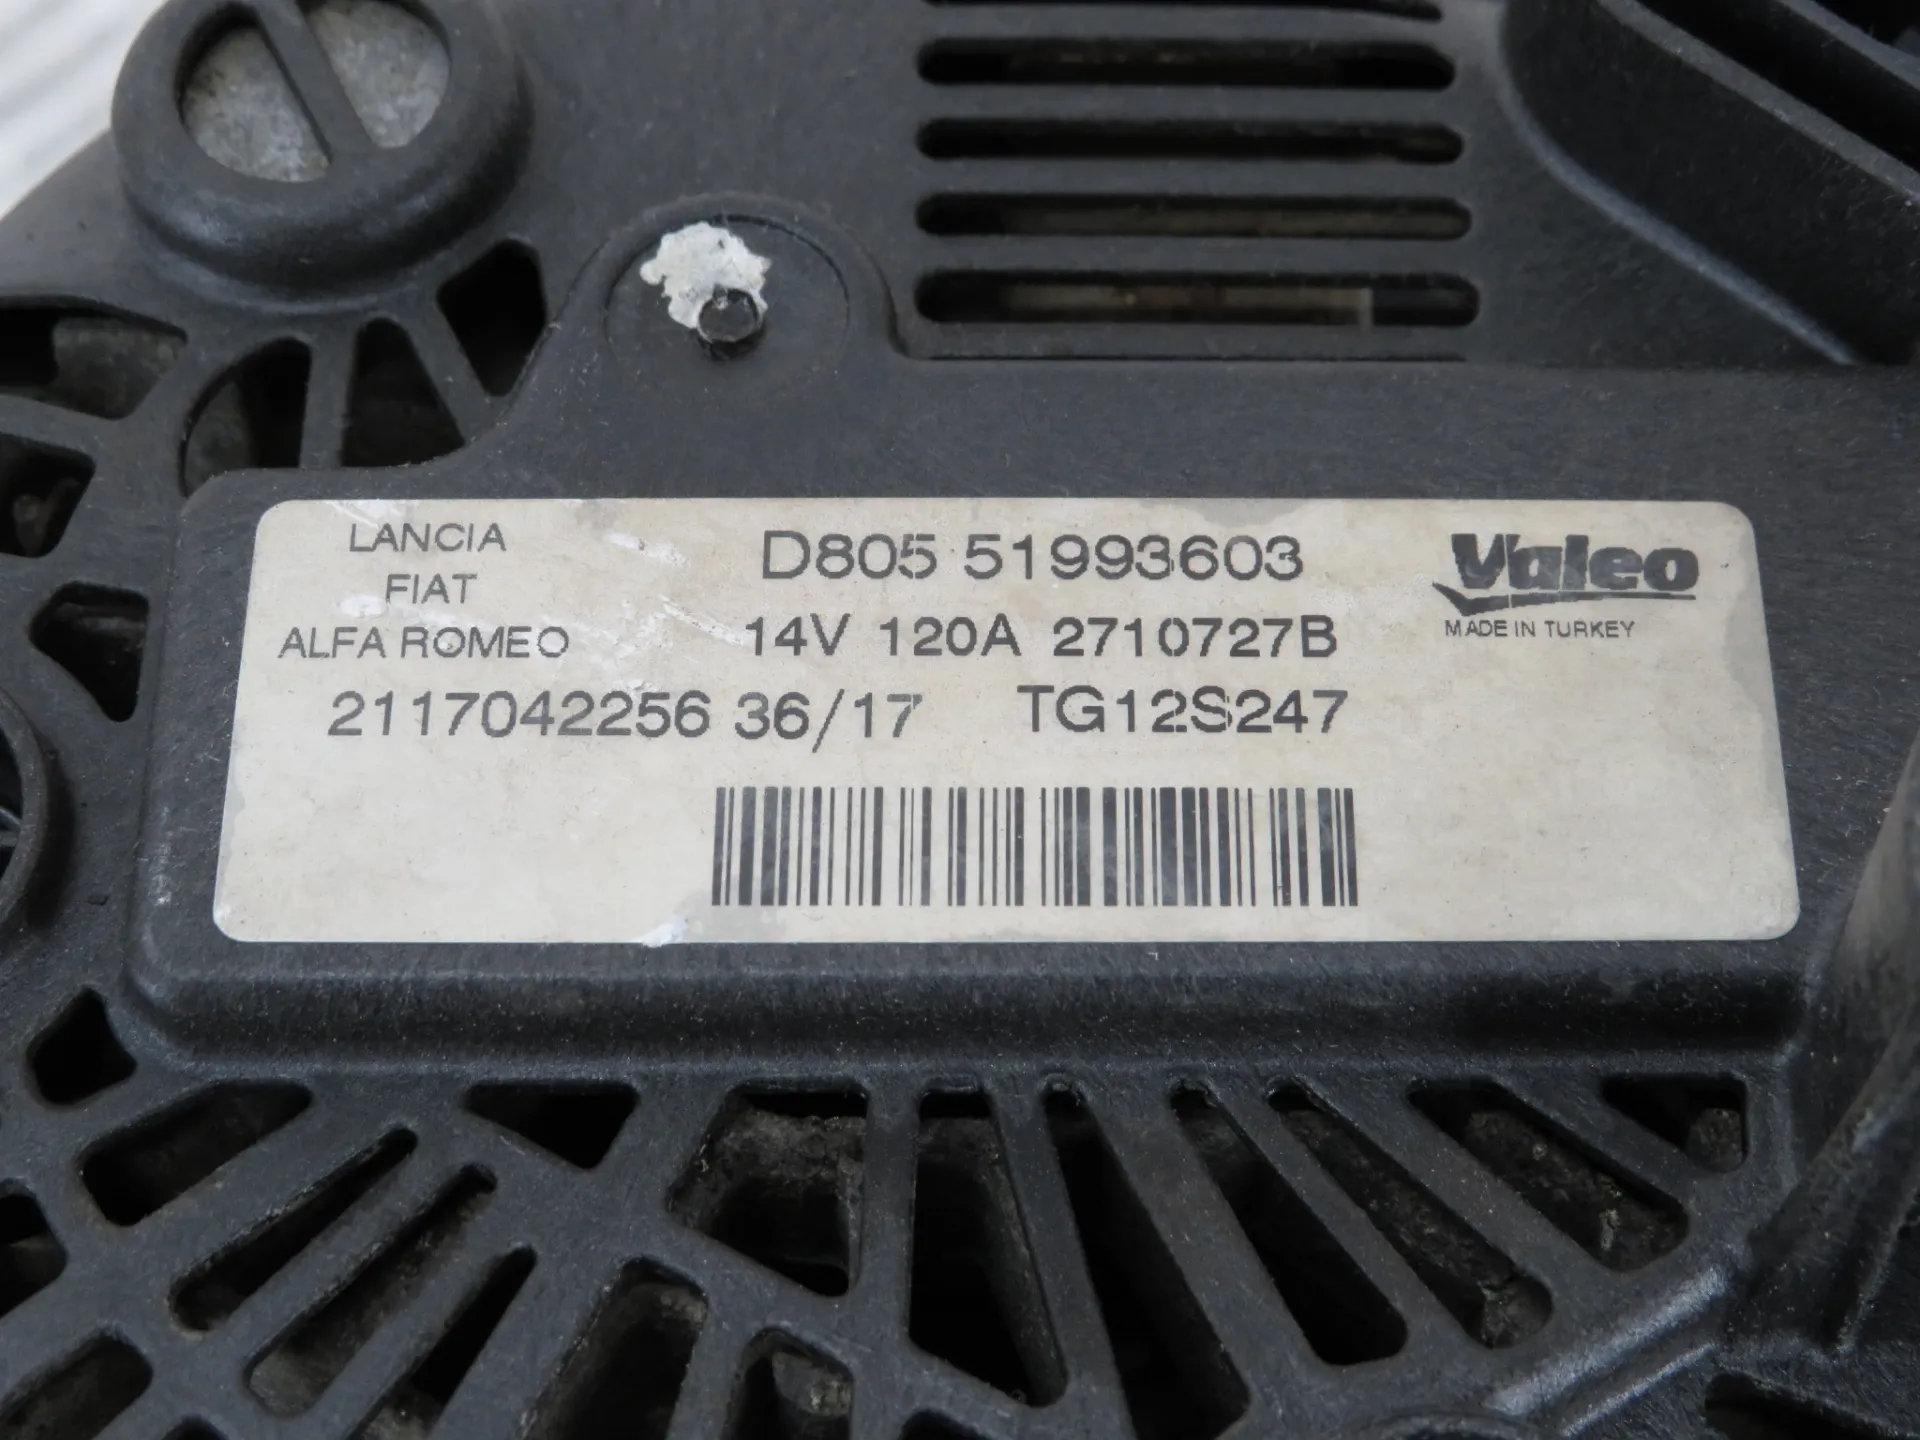 LANCIA
FIAT
ALFA ROMEO
D805 51993603
14V 120A 2710727B
2117042256 36/17 TG12S247
Valeo
MADE IN TURKEY